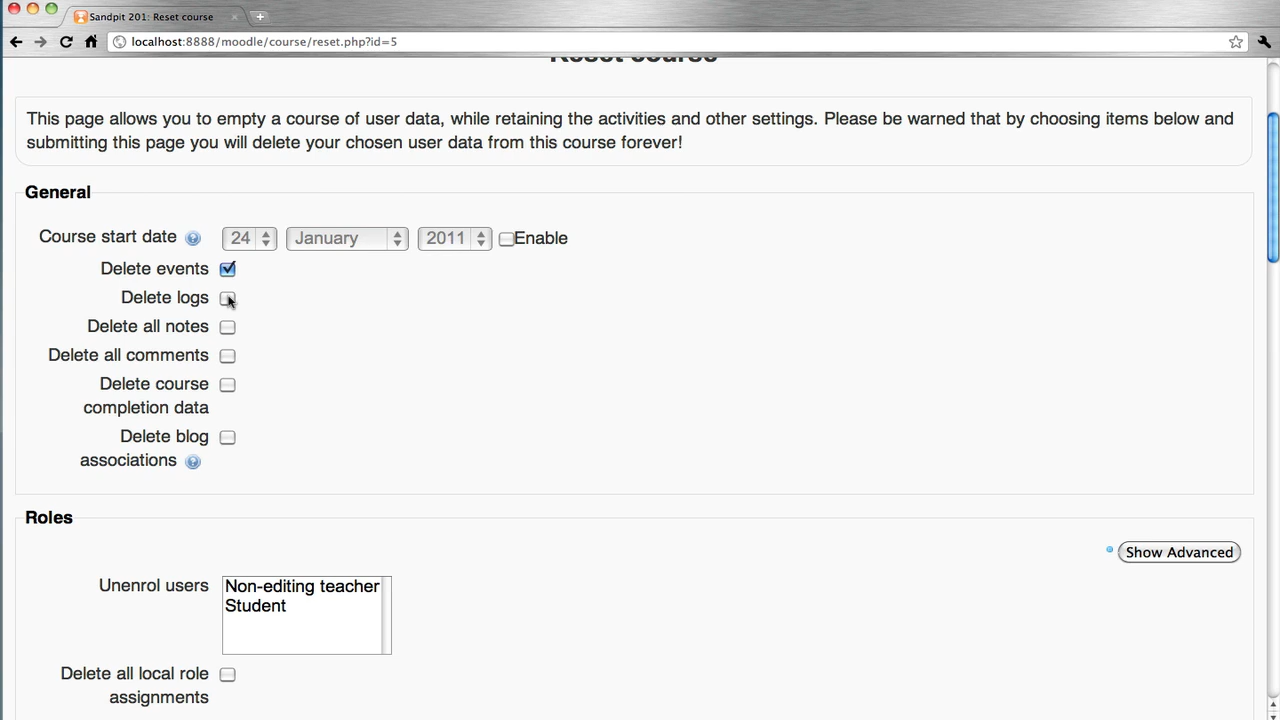 Sandpit 201: Reset course
localhost:8888/moodle/course/reset.php?id=5
Reset course
This page allows you to empty a course of user data, while retaining the activities and other settings. Please be warned that by choosing items below and
submitting this page you will delete your chosen user data from this course forever!
General
Course start date 24 January 2011 Enable
Delete events
Delete logs
Delete all notes
Delete all comments
Delete course
completion data
Delete blog
associations
Roles
Show Advanced
Unenrol users Non-editing teacher
Student
Delete all local role
assignments